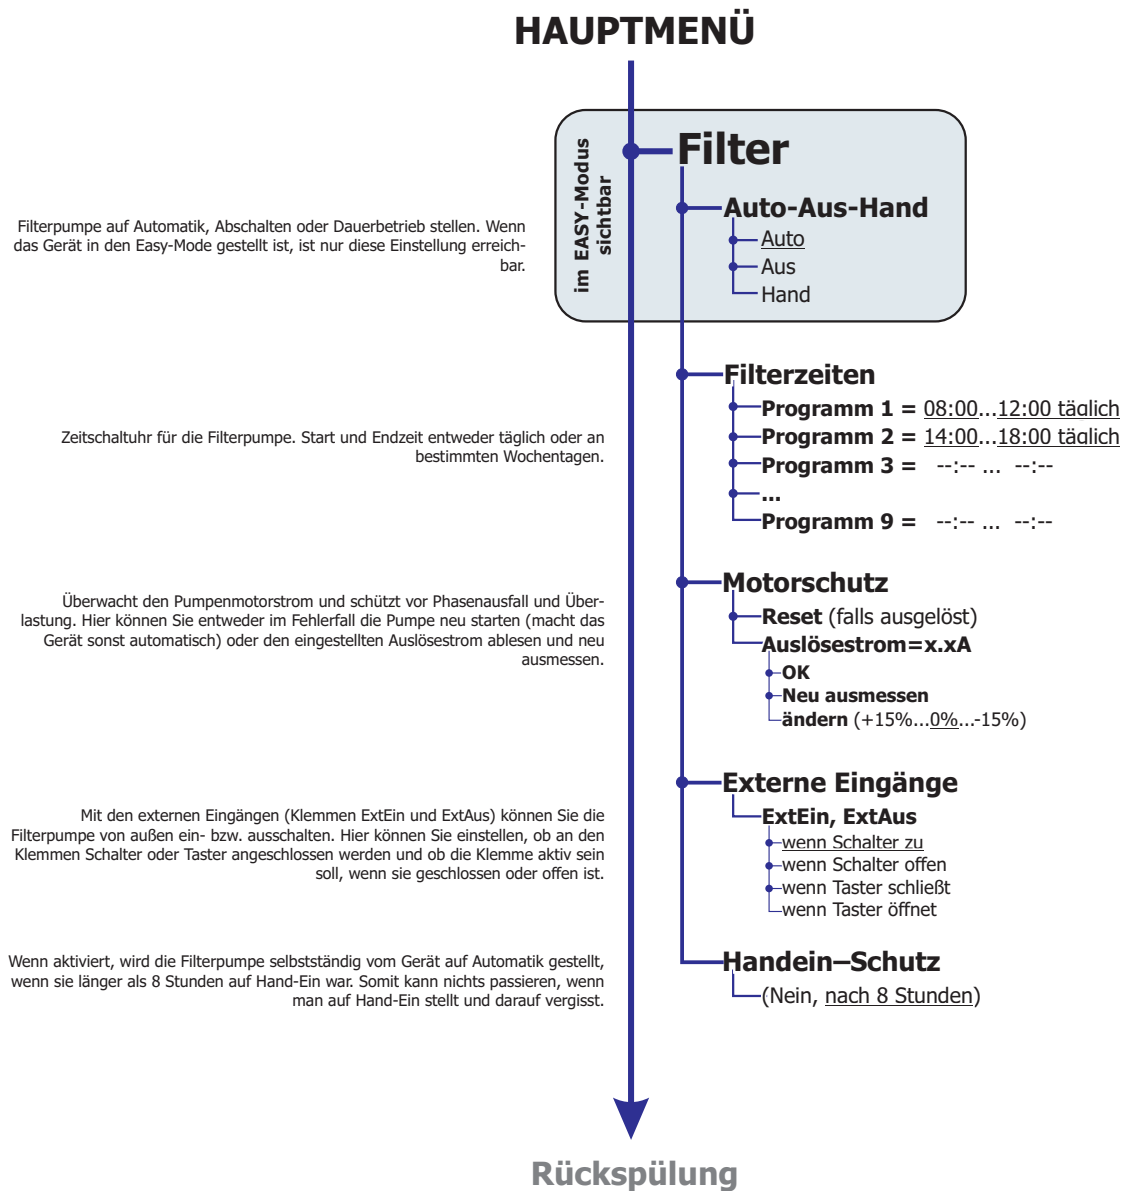 HAUPTMENÜ
im EASY-Modus
sichtbar
Filter
Filterpumpe auf Automatik, Abschalten oder Dauerbetrieb stellen. Wenn
das Gerät in den Easy-Mode gestellt ist, ist nur diese Einstellung erreich-
bar.
Auto-Aus-Hand
Auto
Aus
Hand
Zeitschaltuhr für die Filterpumpe. Start und Endzeit entweder täglich oder an
bestimmten Wochentagen.
Filterzeiten
Programm 1 = 08:00...12:00 täglich
Programm 2 = 14:00...18:00 täglich
Programm 3 = --:-- ... --:--
...
Programm 9 = --:-- ... --:--
Überwacht den Pumpenmotorstrom und schützt vor Phasenausfall und Über-
lastung. Hier können Sie entweder im Fehlerfall die Pumpe neu starten (macht das
Gerät sonst automatisch) oder den eingestellten Auslösestrom ablesen und neu
ausmessen.
Motorschutz
Reset (falls ausgelöst)
Auslösestrom=x.xA
OK
Neu ausmessen
ändern (+15%...0%...-15%)
Mit den externen Eingängen (Klemmen ExtEin und ExtAus) können Sie die
Filterpumpe von außen ein- bzw. ausschalten. Hier können Sie einstellen, ob an den
Klemmen Schalter oder Taster angeschlossen werden und ob die Klemme aktiv sein
soll, wenn sie geschlossen oder offen ist.
Externe Eingänge
ExtEin, ExtAus
wenn Schalter zu
wenn Schalter offen
wenn Taster schließt
wenn Taster öffnet
Wenn aktiviert, wird die Filterpumpe selbstständig vom Gerät auf Automatik gestellt,
wenn sie länger als 8 Stunden auf Hand-Ein war. Somit kann nichts passieren, wenn
man auf Hand-Ein stellt und darauf vergisst.
Handein–Schutz
(Nein, nach 8 Stunden)
Rückspülung